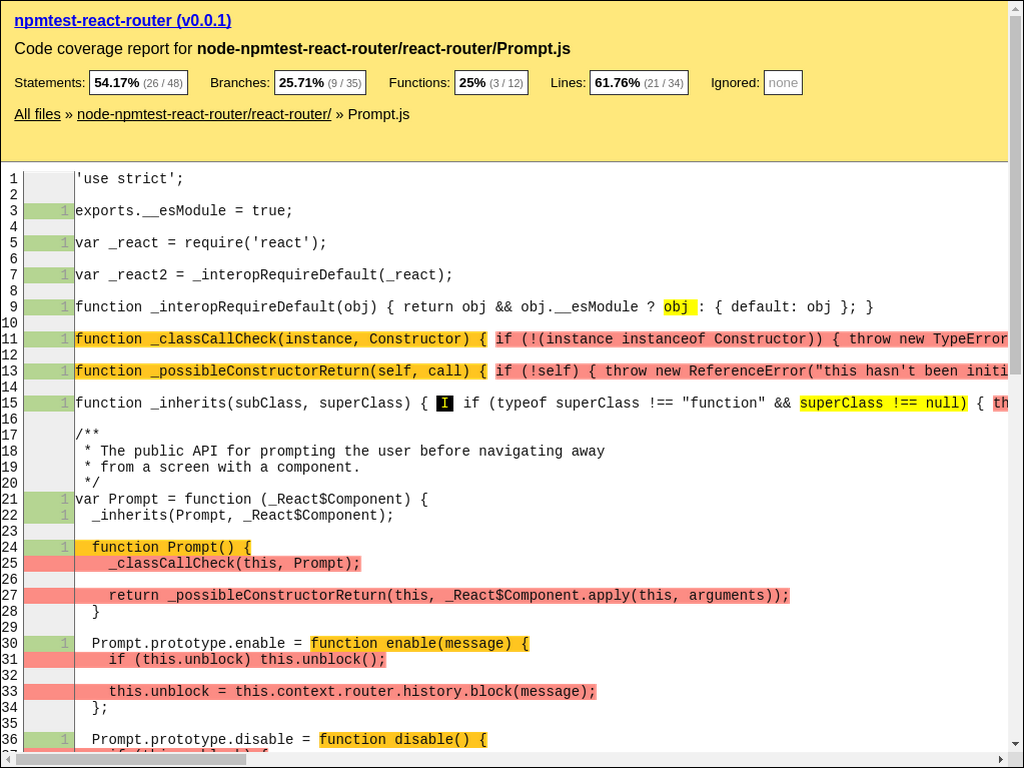 npmtest-react-router (v0.0.1)
Code coverage report for node-npmtest-react-router/react-router/Prompt.js
Statements: 54.17% (26 / 48) Branches: 25.71% (9 / 35) Functions: 25% (3 / 12) Lines: 61.76% (21 / 34) Ignored: none
All files » node-npmtest-react-router/react-router/ » Prompt.js
1 'use strict';
2
3 1 exports.__esModule = true;
4
5 1 var _react = require('react');
6
7 1 var _react2 = _interopRequireDefault(_react);
8
9 1 function _interopRequireDefault(obj) { return obj && obj.__esModule ? obj : { default: obj }; }
10
11 1 function _classCallCheck(instance, Constructor) { if (!(instance instanceof Constructor)) { throw new TypeError
12
13 1 function _possibleConstructorReturn(self, call) { if (!self) { throw new ReferenceError("this hasn't been initi
14
15 1 function _inherits(subClass, superClass) { I if (typeof superClass !== "function" && superClass !== null) { th
16
17 /**
18  * The public API for prompting the user before navigating away
19  * from a screen with a component.
20  */
21 1 var Prompt = function (_React$Component) {
22 1   _inherits(Prompt, _React$Component);
23
24 1   function Prompt() {
25     _classCallCheck(this, Prompt);
26
27     return _possibleConstructorReturn(this, _React$Component.apply(this, arguments));
28   }
29
30 1   Prompt.prototype.enable = function enable(message) {
31     if (this.unblock) this.unblock();
32
33     this.unblock = this.context.router.history.block(message);
34   };
35
36 1   Prompt.prototype.disable = function disable() {